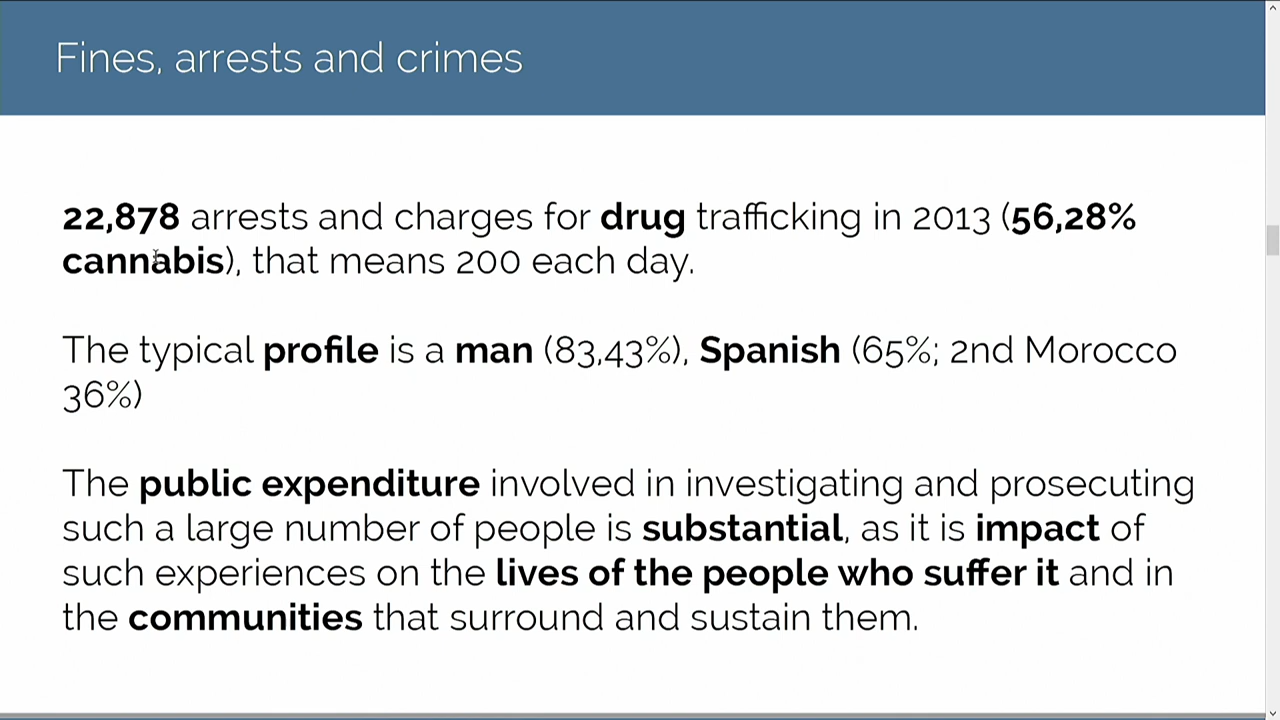 Fines, arrests and crimes
22,878 arrests and charges for drug trafficking in 2013 (56,28%
cannabis), that means 200 each day.
The typical profile is a man (83,43%), Spanish (65%; 2nd Morocco
36%)
The public expenditure involved in investigating and prosecuting
such a large number of people is substantial, as it is impact of
such experiences on the lives of the people who suffer it and in
the communities that surround and sustain them.